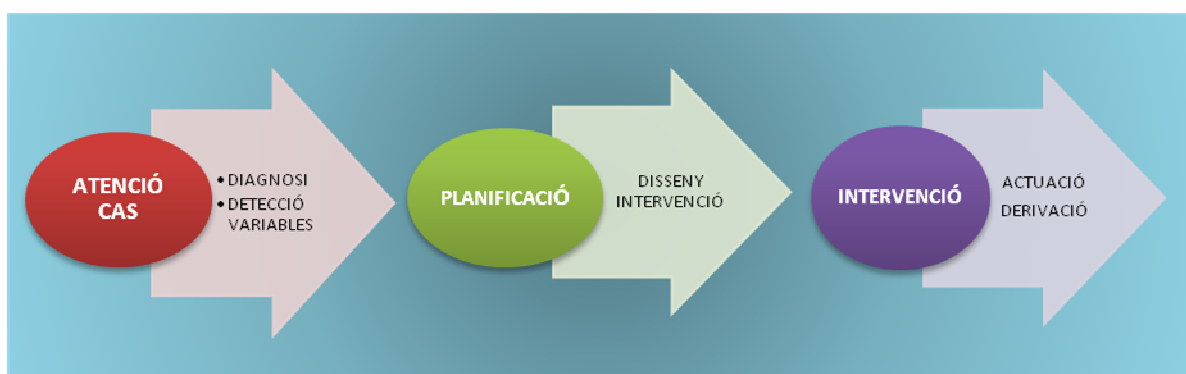 ATENCIÓ
CAS
• DIAGNOSI
• DETECCIÓ
VARIABLES
PLANIFICACIÓ
DISSENY
INTERVENCIÓ
INTERVENCIÓ
ACTUACIÓ
DERIVACIÓ